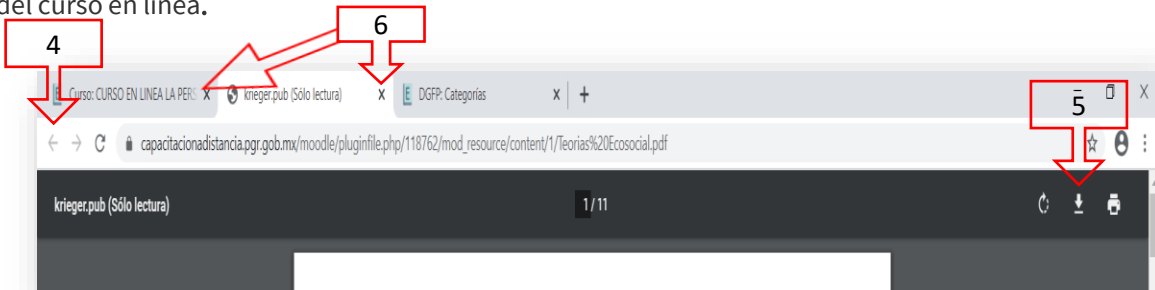 del curso en línea.
4
6
5
Curso: CURSO EN LINEA LA PERS
krieger.pub (Sólo lectura)
DGFP: Categorías
capacitacionadistancia.pgr.gob.mx/moodle/pluginfile.php/118762/mod_resource/content/1/Teorias%20Ecosocial.pdf
krieger.pub (Sólo lectura)
1 / 11